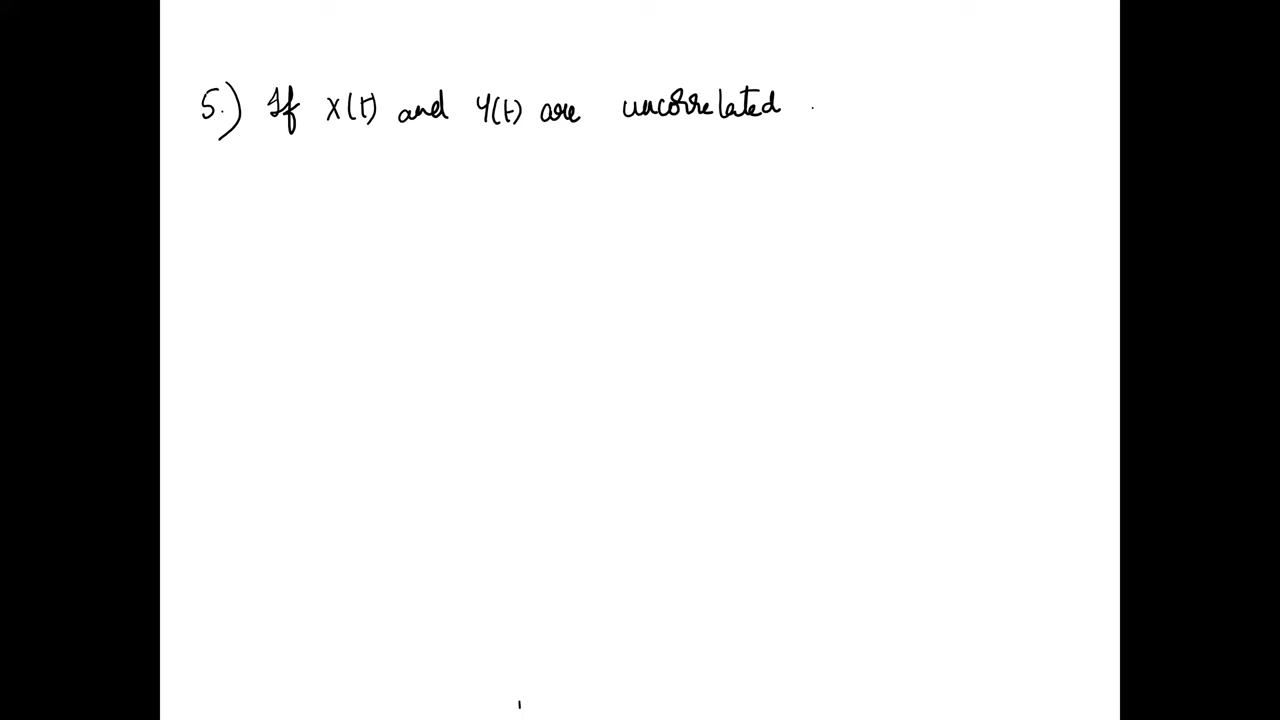 5.) If X(t) and Y(t) are uncorrelated